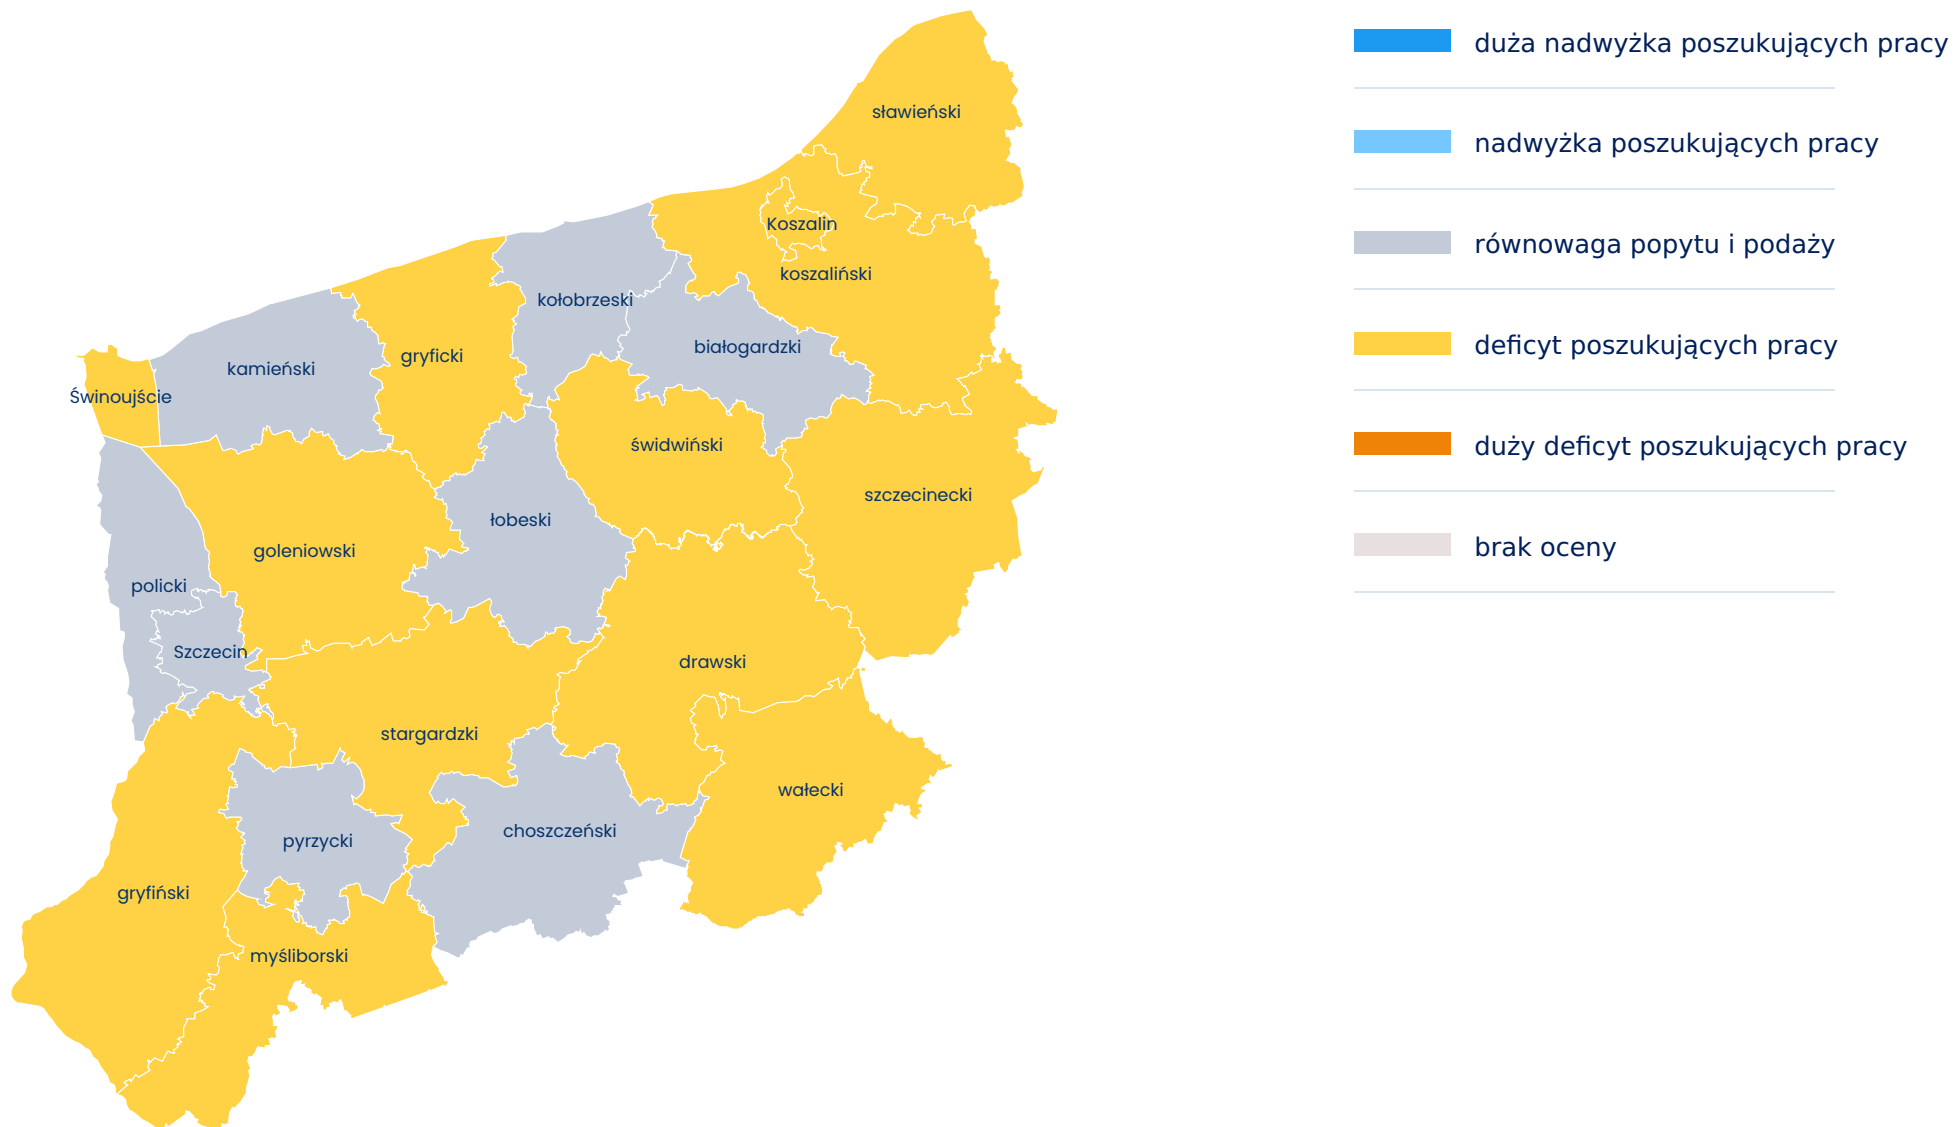 duża nadwyżka poszukujących pracy
nadwyżka poszukujących pracy
równowaga popytu i podaży
deficyt poszukujących pracy
duży deficyt poszukujących pracy
brak oceny
sławieński
Koszalin
koszaliński
kołobrzeski
białogardzki
gryficki
kamieński
Świnoujście
świdwiński
szczecinecki
łobeski
goleniowski
policki
Szczecin
drawski
stargardzki
wałecki
choszczeński
pyrzycki
gryfiński
myśliborski